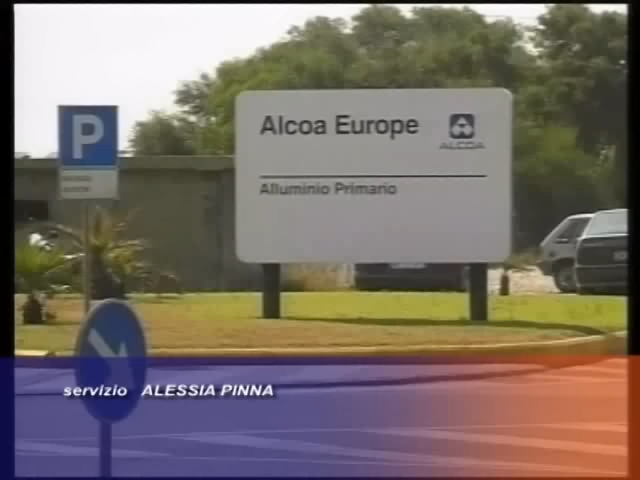 P
Alcoa Europe
ALCOA
Alluminio Primario
servizio ALESSIA PINNA